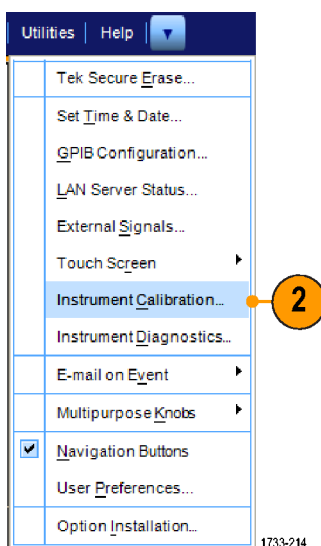 Utilities Help
Tek Secure Erase...
Set Time & Date...
GPIB Configuration...
LAN Server Status...
External Signals...
Touch Screen
Instrument Calibration...
2
Instrument Diagnostics...
E-mail on Event
Multipurpose Knobs
Navigation Buttons
User Preferences...
Option Installation...
1733-214